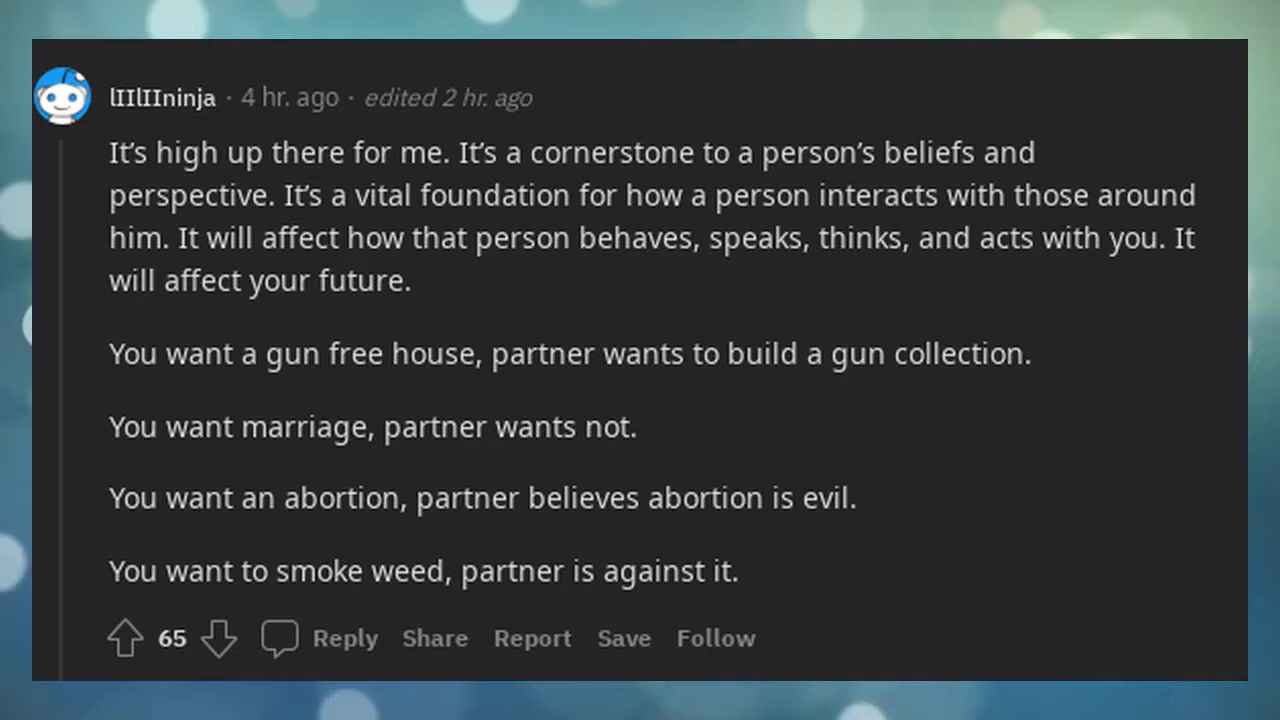 lIIlIIninja · 4 hr. ago · edited 2 hr. ago
It’s high up there for me. It’s a cornerstone to a person’s beliefs and
perspective. It’s a vital foundation for how a person interacts with those around
him. It will affect how that person behaves, speaks, thinks, and acts with you. It
will affect your future.
You want a gun free house, partner wants to build a gun collection.
You want marriage, partner wants not.
You want an abortion, partner believes abortion is evil.
You want to smoke weed, partner is against it.
65 Reply Share Report Save Follow